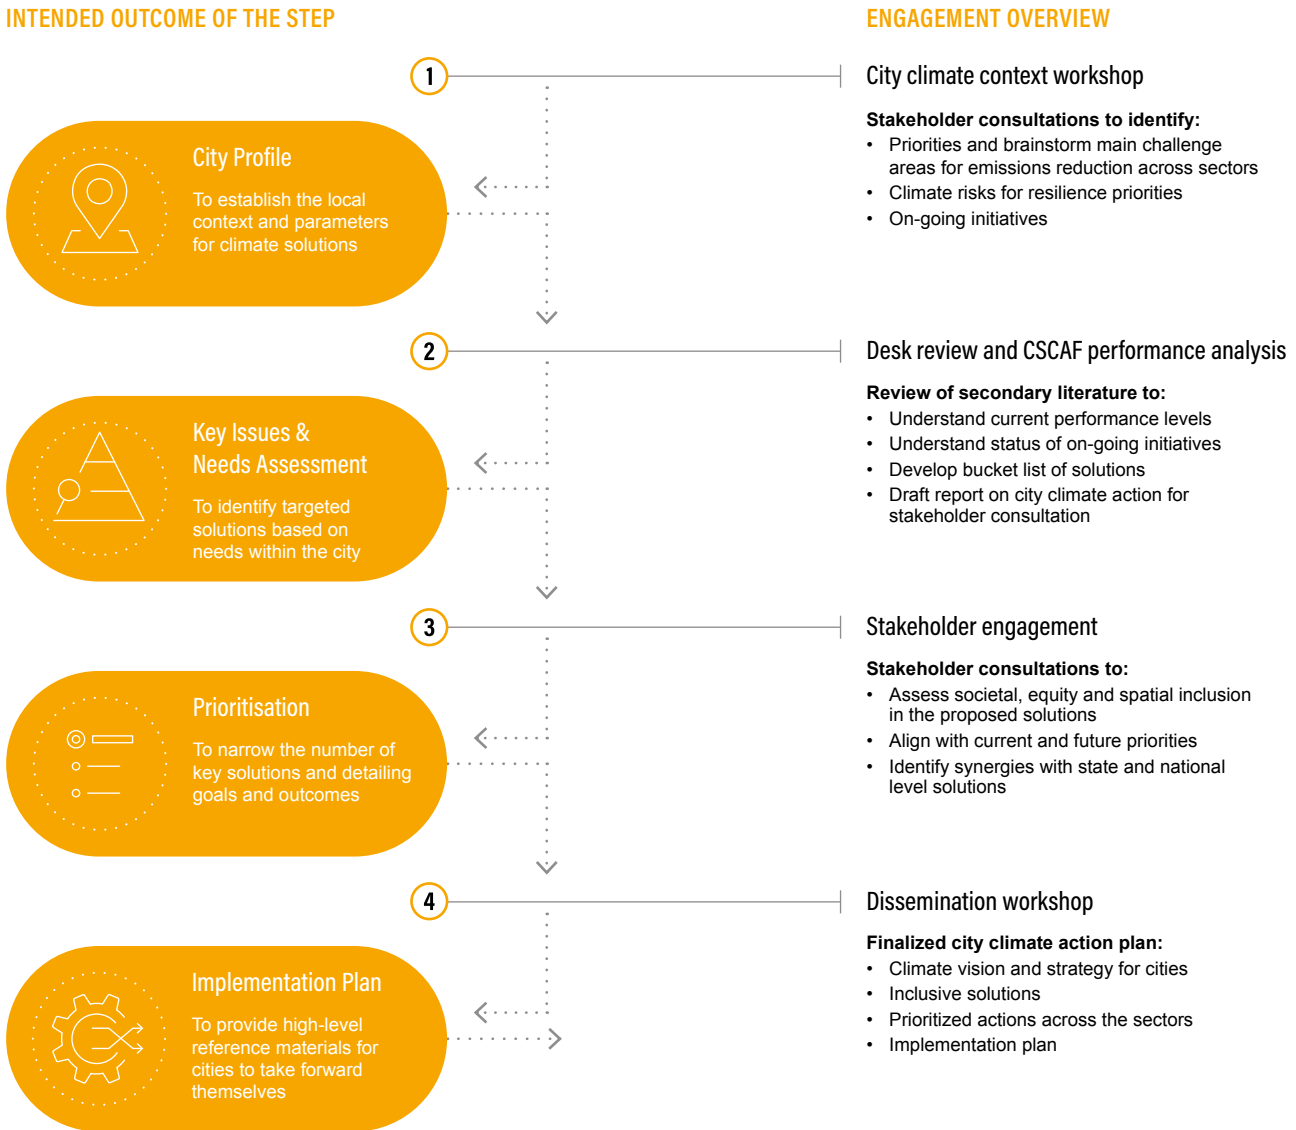 INTENDED OUTCOME OF THE STEP
ENGAGEMENT OVERVIEW
1
City climate context workshop
Stakeholder consultations to identify:
• Priorities and brainstorm main challenge
areas for emissions reduction across sectors
• Climate risks for resilience priorities
• On-going initiatives
City Profile
To establish the local
context and parameters
for climate solutions
2
Desk review and CSCAF performance analysis
Review of secondary literature to:
• Understand current performance levels
• Understand status of on-going initiatives
• Develop bucket list of solutions
• Draft report on city climate action for
stakeholder consultation
Key Issues &
Needs Assessment
To identify targeted
solutions based on
needs within the city
3
Stakeholder engagement
Stakeholder consultations to:
• Assess societal, equity and spatial inclusion
in the proposed solutions
• Align with current and future priorities
• Identify synergies with state and national
level solutions
Prioritisation
To narrow the number of
key solutions and detailing
goals and outcomes
4
Dissemination workshop
Finalized city climate action plan:
• Climate vision and strategy for cities
• Inclusive solutions
• Prioritized actions across the sectors
• Implementation plan
Implementation Plan
To provide high-level
reference materials for
cities to take forward
themselves